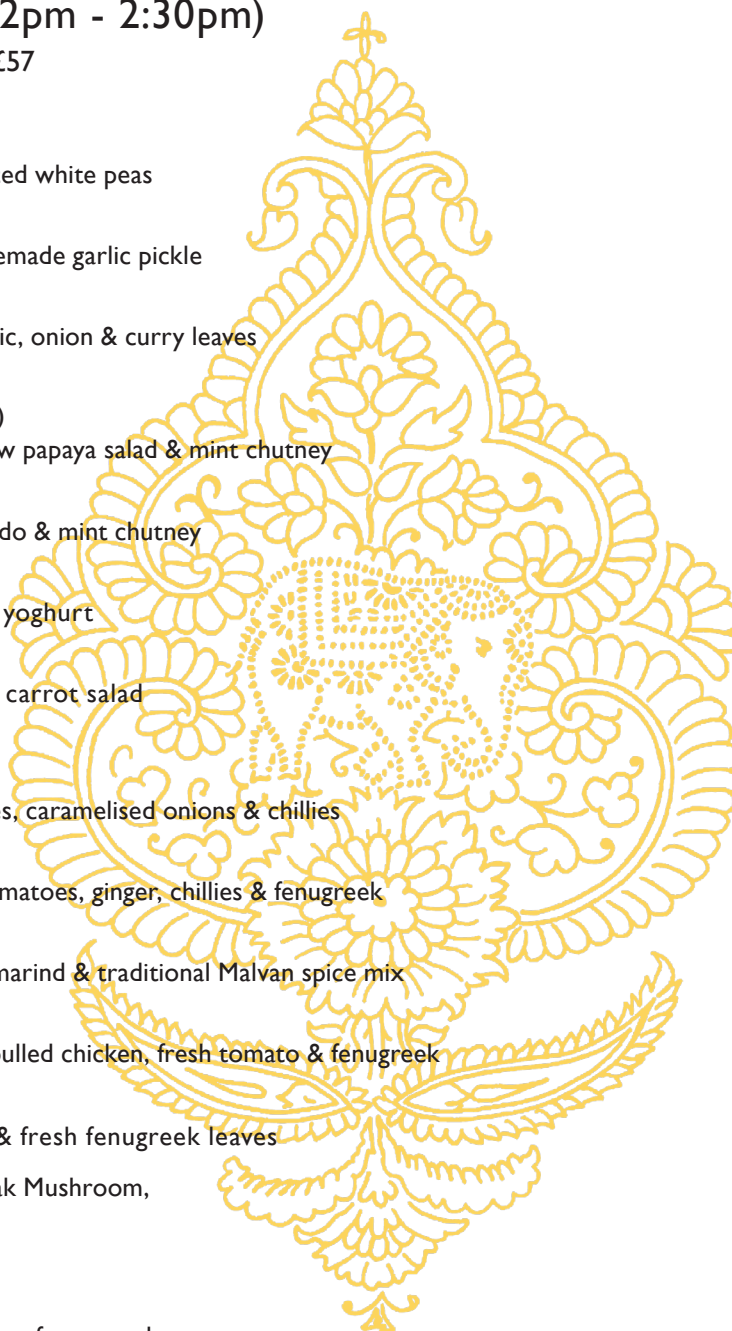 2pm - 2:30pm)
£57
ed white peas
emade garlic pickle
ic, onion & curry leaves
)
w papaya salad & mint chutney
do & mint chutney
yoghurt
carrot salad
es, caramelised onions & chillies
matoes, ginger, chillies & fenugreek
marind & traditional Malvan spice mix
pulled chicken, fresh tomato & fenugreek
& fresh fenugreek leaves
ak Mushroom,